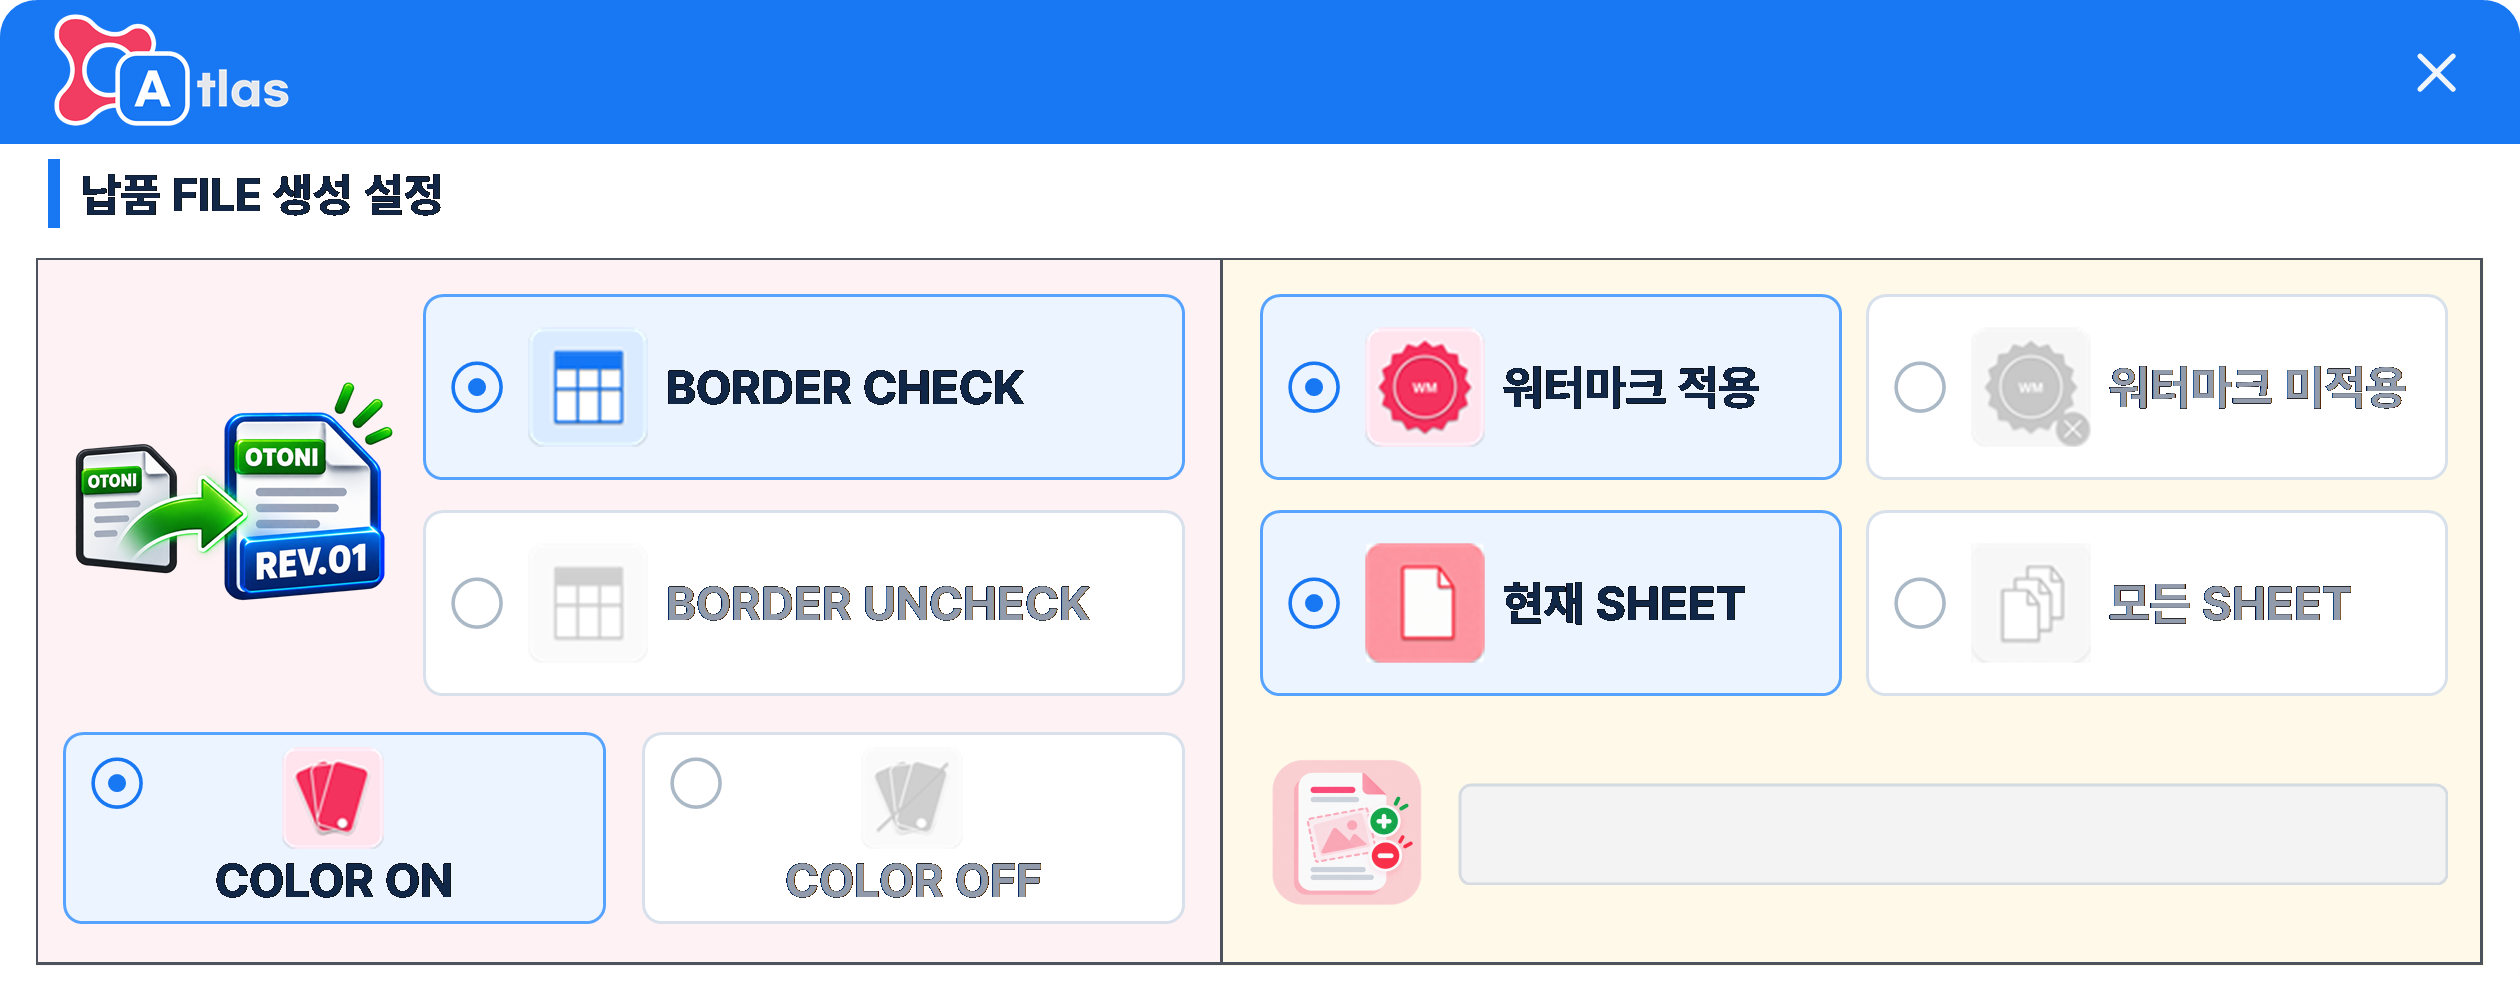 Atlas
납품 FILE 생성 설정
OTONI
OTONI
REV.01
BORDER CHECK
BORDER UNCHECK
COLOR ON
COLOR OFF
WM
워터마크 적용
WM
워터마크 미적용
현재 SHEET
모든 SHEET